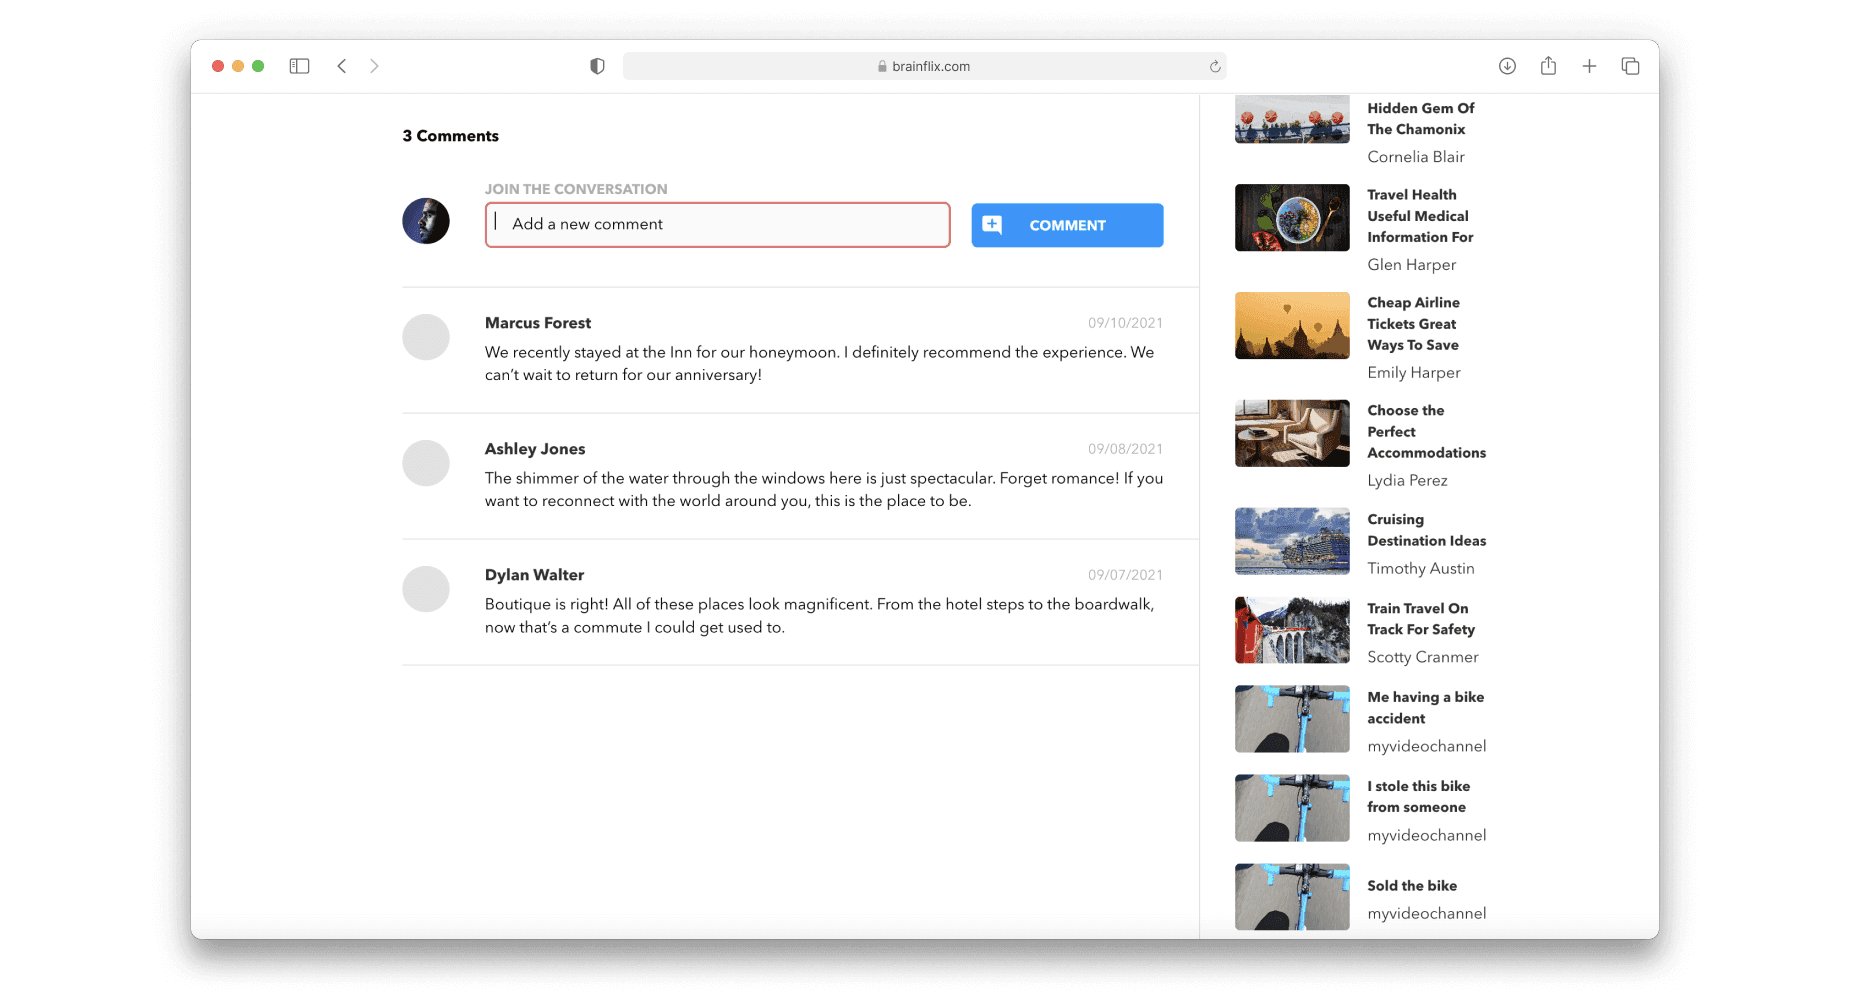 brainflix.com
3 Comments
JOIN THE CONVERSATION
Add a new comment
COMMENT
Marcus Forest
09/10/2021
We recently stayed at the Inn for our honeymoon. I definitely recommend the experience. We
can’t wait to return for our anniversary!
Ashley Jones
09/08/2021
The shimmer of the water through the windows here is just spectacular. Forget romance! If you
want to reconnect with the world around you, this is the place to be.
Dylan Walter
09/07/2021
Boutique is right! All of these places look magnificent. From the hotel steps to the boardwalk,
now that’s a commute I could get used to.
Hidden Gem Of
The Chamonix
Cornelia Blair
Travel Health
Useful Medical
Information For
Glen Harper
Cheap Airline
Tickets Great
Ways To Save
Emily Harper
Choose the
Perfect
Accommodations
Lydia Perez
Cruising
Destination Ideas
Timothy Austin
Train Travel On
Track For Safety
Scotty Cranmer
Me having a bike
accident
myvideochannel
I stole this bike
from someone
myvideochannel
Sold the bike
myvideochannel